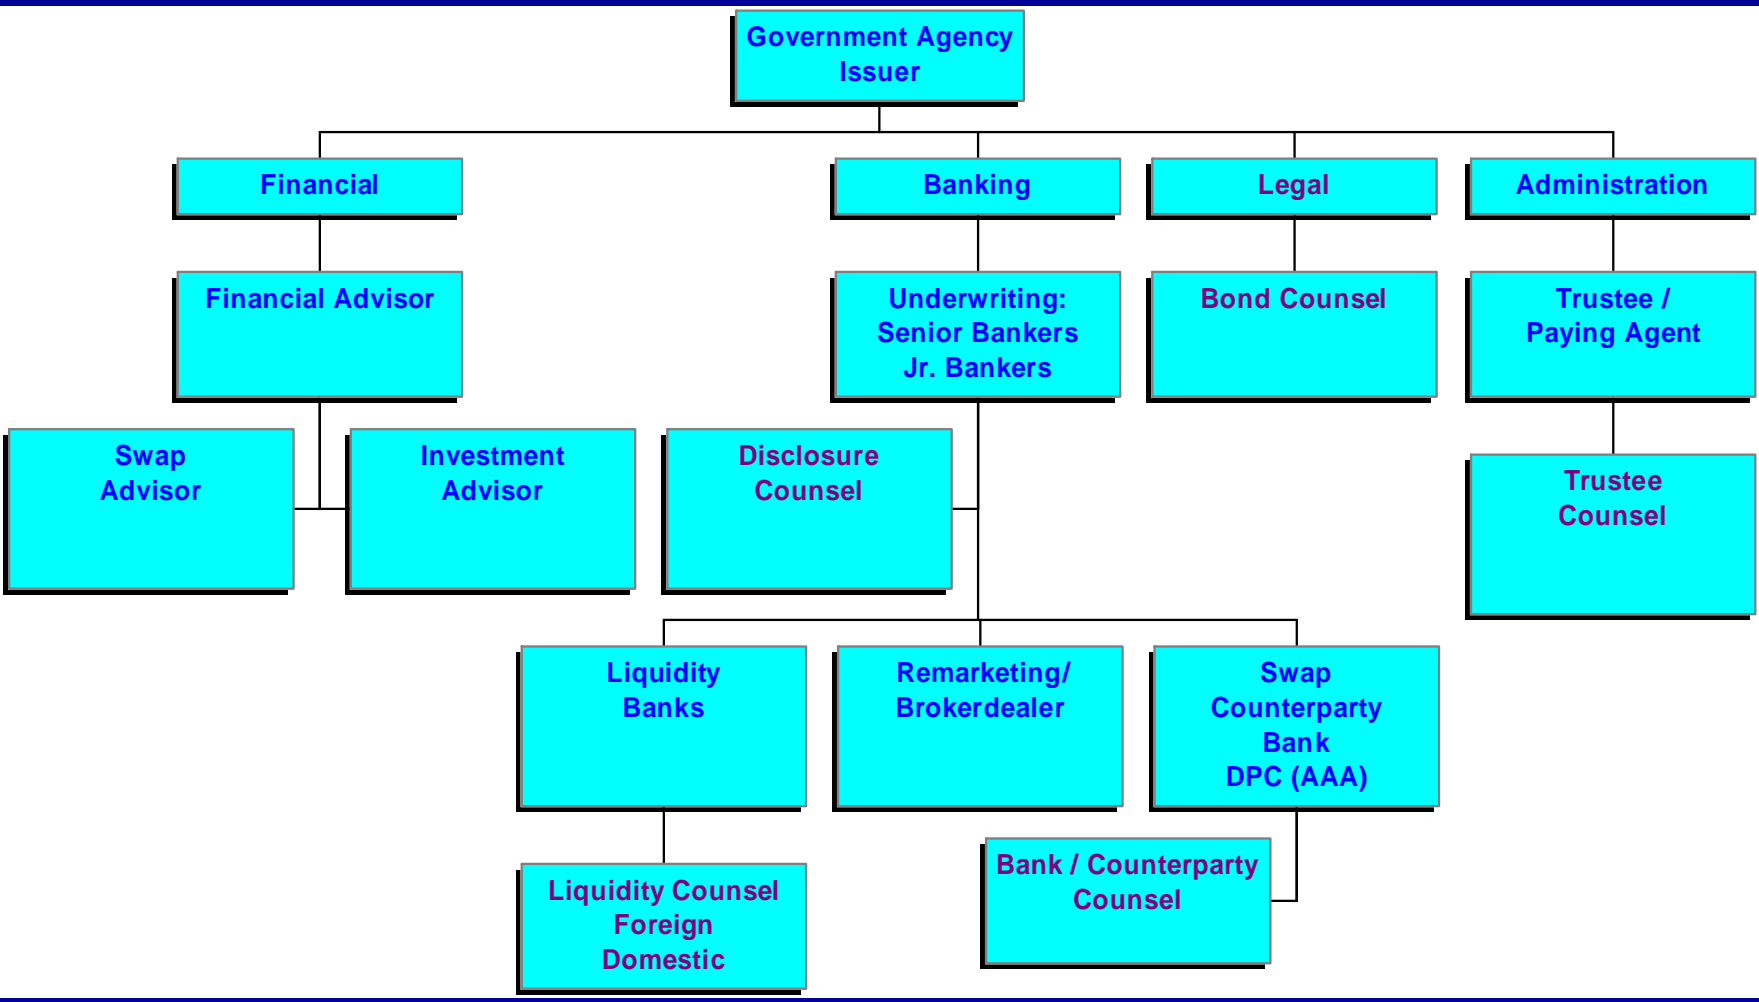 Government Agency
Issuer
Financial
Banking
Legal
Administration
Financial Advisor
Underwriting:
Senior Bankers
Jr. Bankers
Bond Counsel
Trustee /
Paying Agent
Swap
Advisor
Investment
Advisor
Disclosure
Counsel
Trustee
Counsel
Liquidity
Banks
Remarketing/
Brokerdealer
Swap
Counterparty
Bank
DPC (AAA)
Liquidity Counsel
Foreign
Domestic
Bank / Counterparty
Counsel